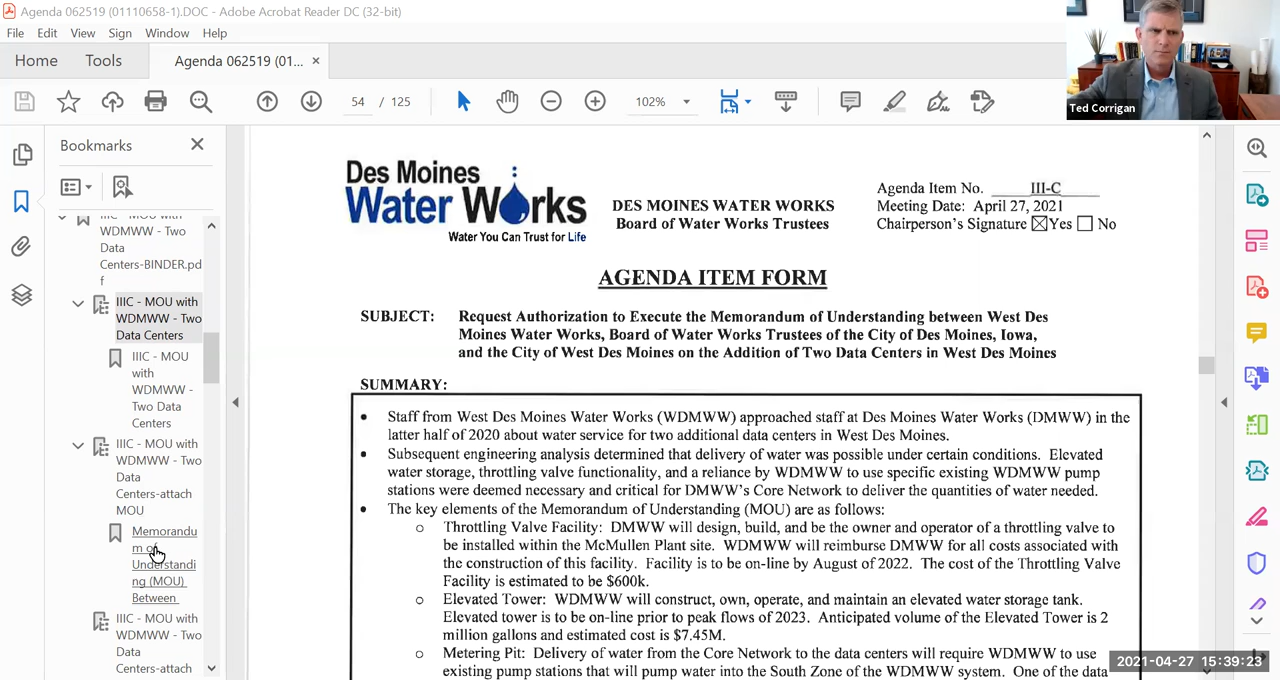 Agenda 062519 (01110658-1).DOC - Adobe Acrobat Reader DC (32-bit)
File Edit View Sign Window Help
Home Tools Agenda 062519 (01... ×
54 / 125 102%
Ted Corrigan
Bookmarks
IIIC - MOU with
WDMWW - Two
Data
Centers-BINDER.pd
f
IIIC - MOU with
WDMWW - Two
Data Centers
IIIC - MOU
with
WDMWW -
Two Data
Centers
IIIC - MOU with
WDMWW - Two
Data
Centers-attach
MOU
Memorandu
m of
Understandi
ng (MOU)
Between
IIIC - MOU with
WDMWW - Two
Data
Centers-attach
Des Moines
Water Works
Water You Can Trust for Life
DES MOINES WATER WORKS
Board of Water Works Trustees
Agenda Item No. III-C
Meeting Date: April 27, 2021
Chairperson's Signature ☒ Yes ☐ No
AGENDA ITEM FORM
SUBJECT: Request Authorization to Execute the Memorandum of Understanding between West Des
Moines Water Works, Board of Water Works Trustees of the City of Des Moines, Iowa,
and the City of West Des Moines on the Addition of Two Data Centers in West Des Moines
SUMMARY:
• Staff from West Des Moines Water Works (WDMWW) approached staff at Des Moines Water Works (DMWW) in the
latter half of 2020 about water service for two additional data centers in West Des Moines.
• Subsequent engineering analysis determined that delivery of water was possible under certain conditions. Elevated
water storage, throttling valve functionality, and a reliance by WDMWW to use specific existing WDMWW pump
stations were deemed necessary and critical for DMWW's Core Network to deliver the quantities of water needed.
• The key elements of the Memorandum of Understanding (MOU) are as follows:
o Throttling Valve Facility: DMWW will design, build, and be the owner and operator of a throttling valve to
be installed within the McMullen Plant site. WDMWW will reimburse DMWW for all costs associated with
the construction of this facility. Facility is to be on-line by August of 2022. The cost of the Throttling Valve
Facility is estimated to be $600k.
o Elevated Tower: WDMWW will construct, own, operate, and maintain an elevated water storage tank.
Elevated tower is to be on-line prior to peak flows of 2023. Anticipated volume of the Elevated Tower is 2
million gallons and estimated cost is $7.45M.
o Metering Pit: Delivery of water from the Core Network to the data centers will require WDMWW to use
existing pump stations that will pump water into the South Zone of the WDMWW system. One of the data
2021-04-27 15:39:23